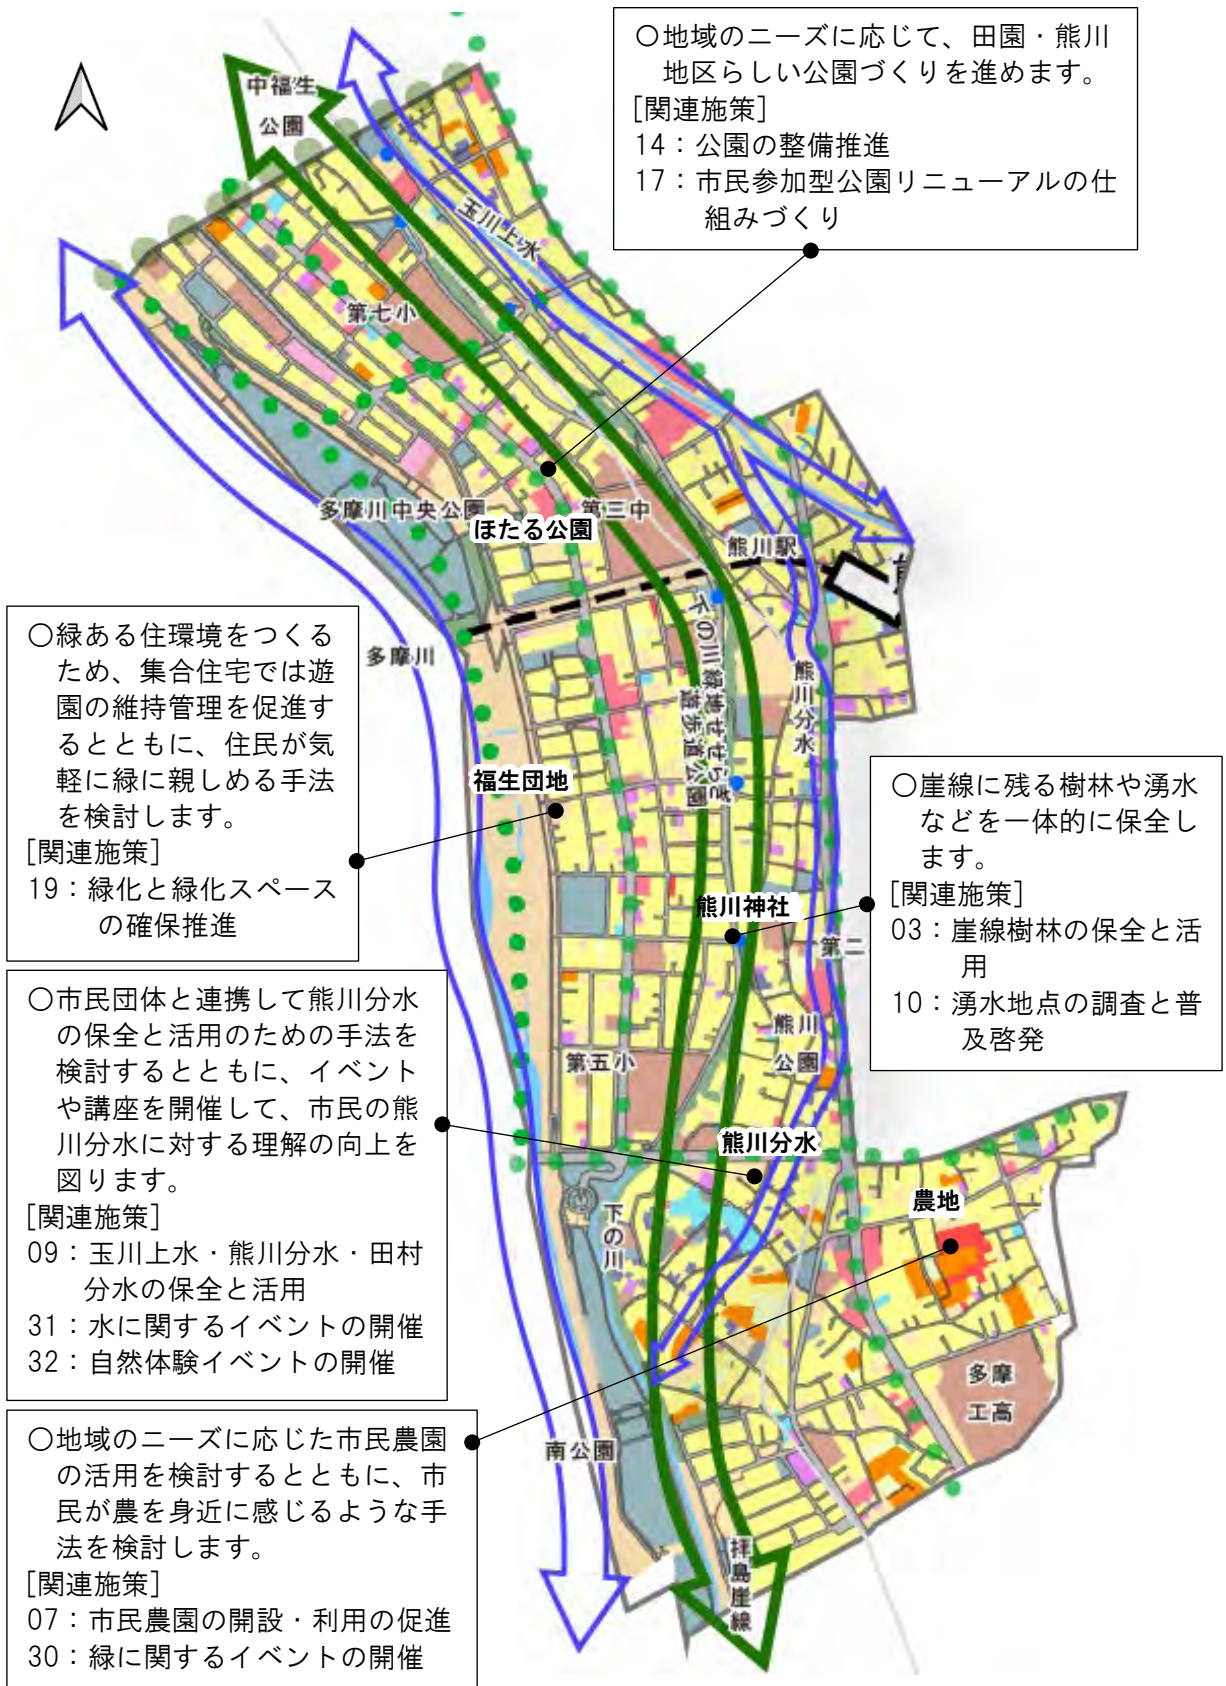 〇地域のニーズに応じて、田園・熊川
地区らしい公園づくりを進めます。
[関連施策]
14：公園の整備推進
17：市民参加型公園リニューアルの仕
組みづくり
中福生
公園
玉川上水
第七小
多摩川中央公園
ほたる公園
第三中
熊川駅
〇緑ある住環境をつくる
ため、集合住宅では遊
園の維持管理を促進す
るとともに、住民が気
軽に緑に親しめる手法
を検討します。
[関連施策]
19：緑化と緑化スペース
の確保推進
多摩川
下の川緑地せせらぎ
遊歩道公園
熊川分水
福生団地
〇崖線に残る樹林や湧水
などを一体的に保全し
ます。
[関連施策]
03：崖線樹林の保全と活
用
10：湧水地点の調査と普
及啓発
熊川神社
第二
〇市民団体と連携して熊川分水
の保全と活用のための手法を
検討するとともに、イベント
や講座を開催して、市民の熊
川分水に対する理解の向上を
図ります。
[関連施策]
09：玉川上水・熊川分水・田村
分水の保全と活用
31：水に関するイベントの開催
32：自然体験イベントの開催
熊川
公園
第五小
熊川分水
農地
下の川
多摩
工高
〇地域のニーズに応じた市民農園
の活用を検討するとともに、市
民が農を身近に感じるような手
法を検討します。
[関連施策]
07：市民農園の開設・利用の促進
30：緑に関するイベントの開催
南公園
拝島崖線